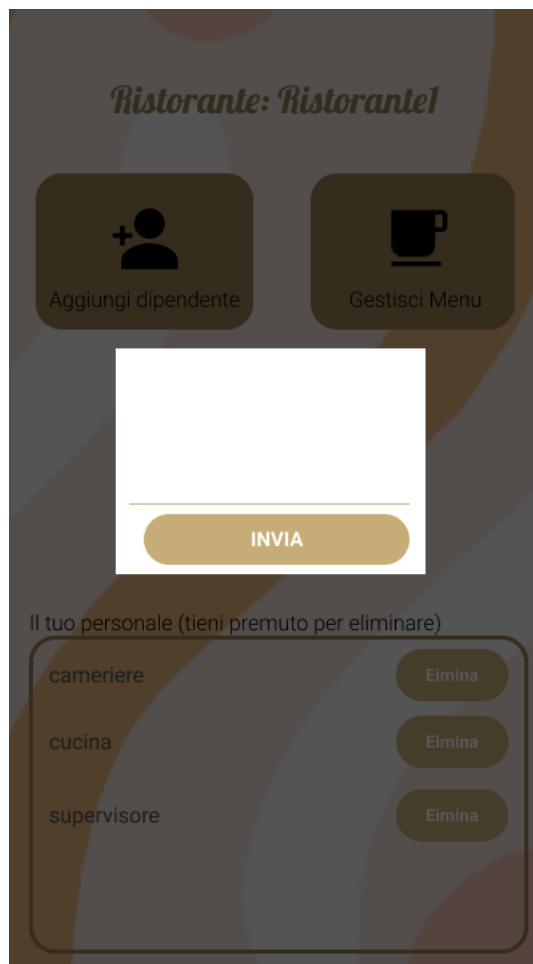 Ristorante: Ristorante1
Aggiungi dipendente
Gestisci Menu
INVIA
Il tuo personale (tieni premuto per eliminare)
cameriere
Eimina
cucina
Eimina
supervisore
Eimina